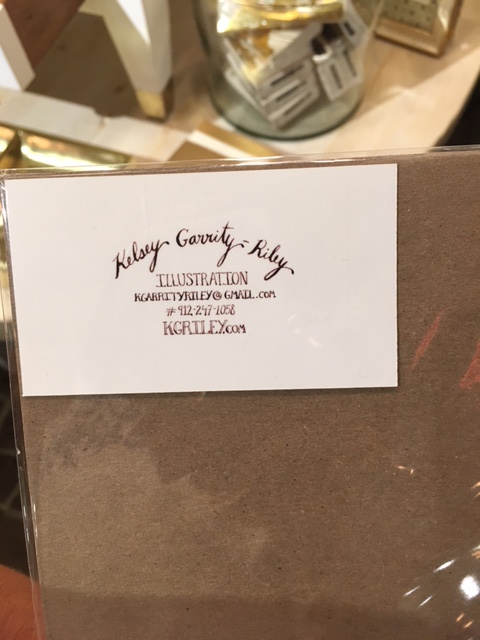 Kelsey Garrity-Riley
ILLUSTRATION
KGARRITYRILEY@GMAIL.COM
# 912-247-1058
KGRILEY.COM